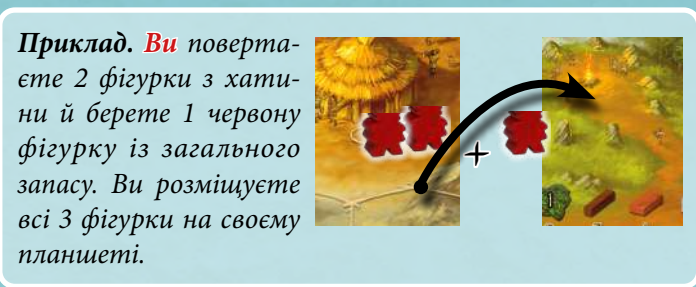 Приклад. Ви поверта-
єте 2 фігурки з хати-
ни й берете 1 червону
фігурку із загального
запасу. Ви розміщуєте
всі 3 фігурки на своєму
планшеті.
+
1